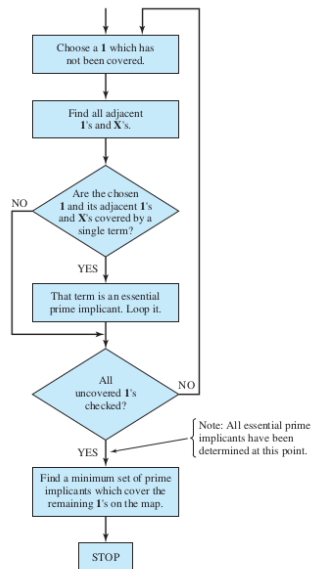 Choose a 1 which has
not been covered.
Find all adjacent
1's and X's.
Are the chosen
1 and its adjacent 1's
and X's covered by a
single term?
NO
YES
That term is an essential
prime implicant. Loop it.
All
uncovered 1's
checked?
NO
YES
Note: All essential prime
implicants have been
determined at this point.
Find a minimum set of prime
implicants which cover the
remaining 1's on the map.
STOP